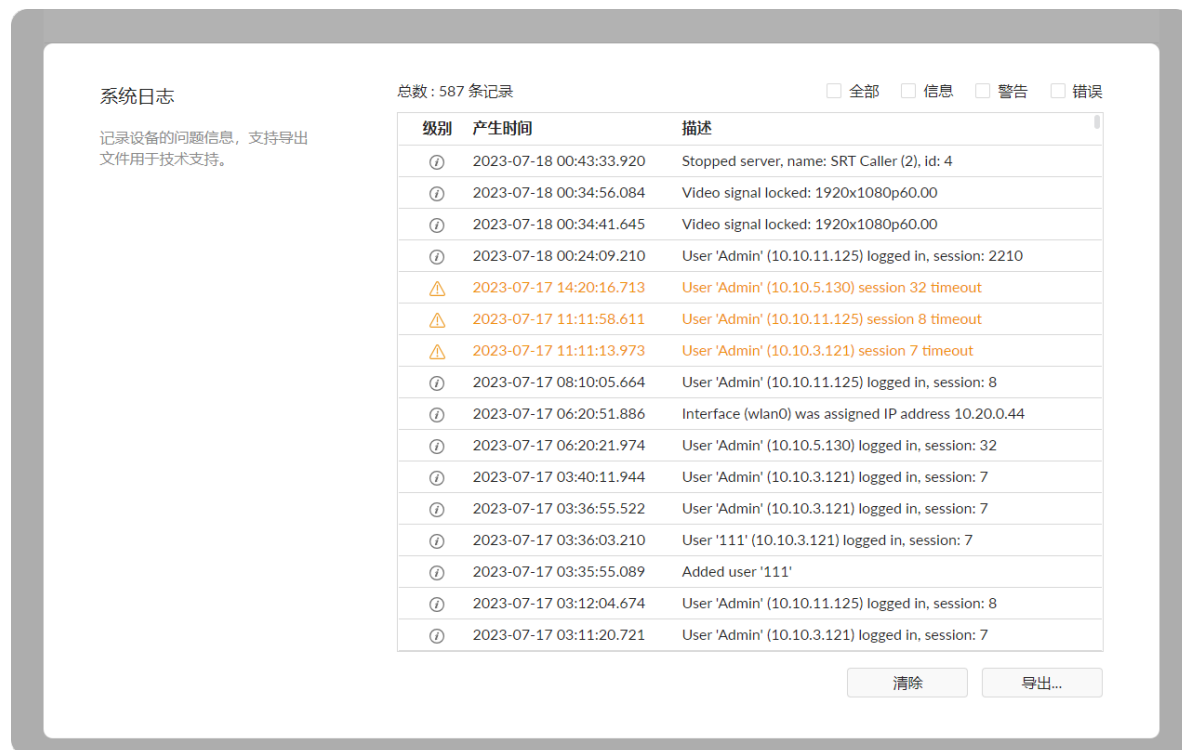 系统日志
记录设备的问题信息，支持导出
文件用于技术支持。
总数 : 587 条记录 全部 信息 警告 错误
级别 产生时间 描述
2023-07-18 00:43:33.920 Stopped server, name: SRT Caller (2), id: 4
2023-07-18 00:34:56.084 Video signal locked: 1920x1080p60.00
2023-07-18 00:34:41.645 Video signal locked: 1920x1080p60.00
2023-07-18 00:24:09.210 User 'Admin' (10.10.11.125) logged in, session: 2210
2023-07-17 14:20:16.713 User 'Admin' (10.10.5.130) session 32 timeout
2023-07-17 11:11:58.611 User 'Admin' (10.10.11.125) session 8 timeout
2023-07-17 11:11:13.973 User 'Admin' (10.10.3.121) session 7 timeout
2023-07-17 08:10:05.664 User 'Admin' (10.10.11.125) logged in, session: 8
2023-07-17 06:20:51.886 Interface (wlan0) was assigned IP address 10.20.0.44
2023-07-17 06:20:21.974 User 'Admin' (10.10.5.130) logged in, session: 32
2023-07-17 03:40:11.944 User 'Admin' (10.10.3.121) logged in, session: 7
2023-07-17 03:36:55.522 User 'Admin' (10.10.3.121) logged in, session: 7
2023-07-17 03:36:03.210 User '111' (10.10.3.121) logged in, session: 7
2023-07-17 03:35:55.089 Added user '111'
2023-07-17 03:12:04.674 User 'Admin' (10.10.11.125) logged in, session: 8
2023-07-17 03:11:20.721 User 'Admin' (10.10.3.121) logged in, session: 7
清除 导出...